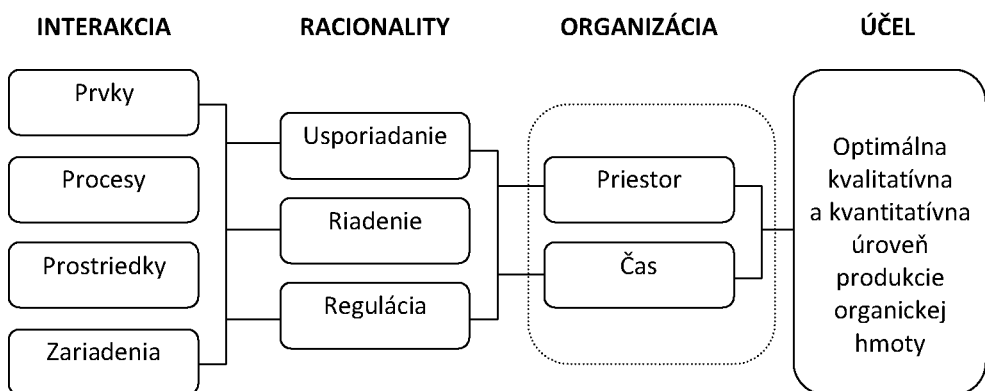 INTERAKCIA
RACIONALITY
ORGANIZÁCIA
ÚČEL
Prvky
Procesy
Prostriedky
Zariadenia
Usporiadanie
Riadenie
Regulácia
Priestor
Čas
Optimálna
kvalitatívna
a kvantitatívna
úroveň
produkcie
organickej
hmoty